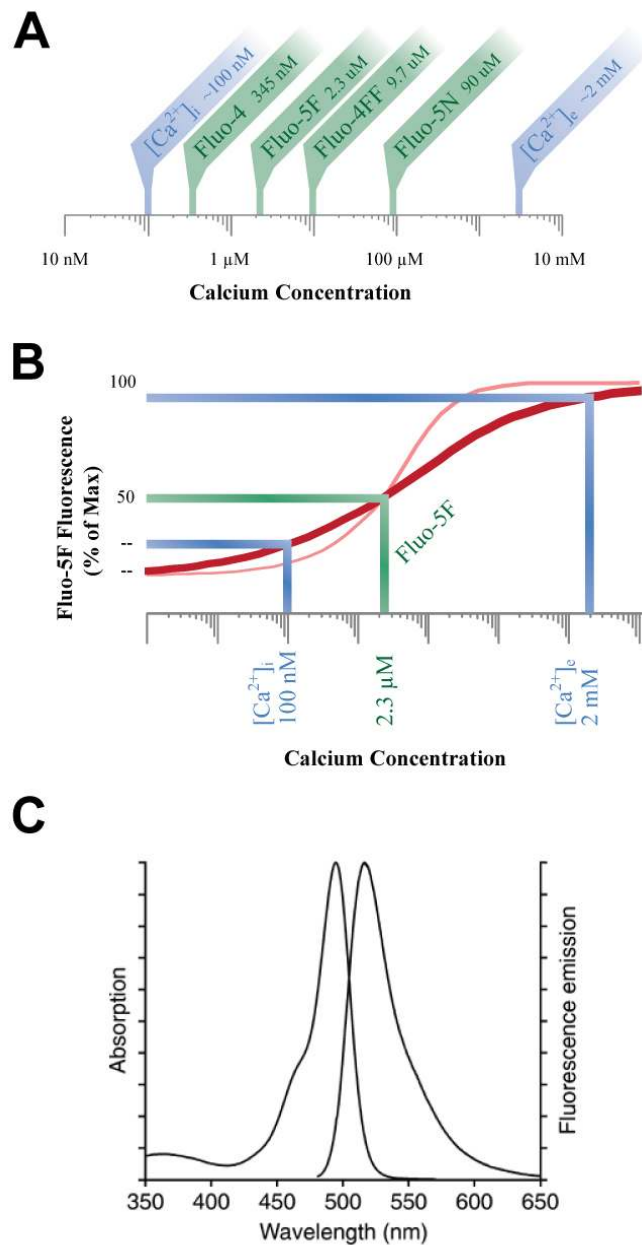 A
[Ca²⁺]ᵢ ~100 nM
Fluo-4 345 nM
Fluo-5F 2.3 uM
Fluo-4FF 9.7 uM
Fluo-5N 90 uM
[Ca²⁺]ₑ ~2 mM
10 nM 1 µM 100 µM 10 mM
Calcium Concentration
B
Fluo-5F Fluorescence
(% of Max)
100
50
--
--
Fluo-5F
[Ca²⁺]ᵢ
100 nM
2.3 µM
[Ca²⁺]ₑ
2 mM
Calcium Concentration
C
Absorption
Fluorescence emission
350 400 450 500 550 600 650
Wavelength (nm)